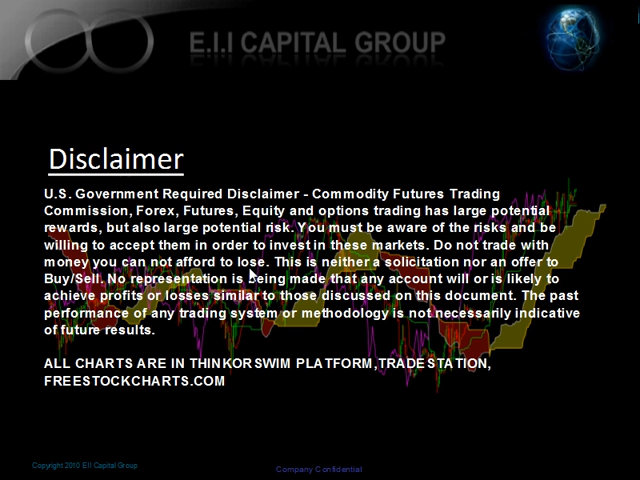 E.I.I CAPITAL GROUP
Disclaimer
U.S. Government Required Disclaimer - Commodity Futures Trading
Commission, Forex, Futures, Equity and options trading has large potential
rewards, but also large potential risk. You must be aware of the risks and be
willing to accept them in order to invest in these markets. Do not trade with
money you can not afford to lose. This is neither a solicitation nor an offer to
Buy/Sell. No representation is being made that any account will or is likely to
achieve profits or losses similar to those discussed on this document. The past
performance of any trading system or methodology is not necessarily indicative
of future results.
ALL CHARTS ARE IN THINKORSWIM PLATFORM,TRADESTATION,
FREESTOCKCHARTS.COM
Copyright 2010 EII Capital Group
Company Confidential